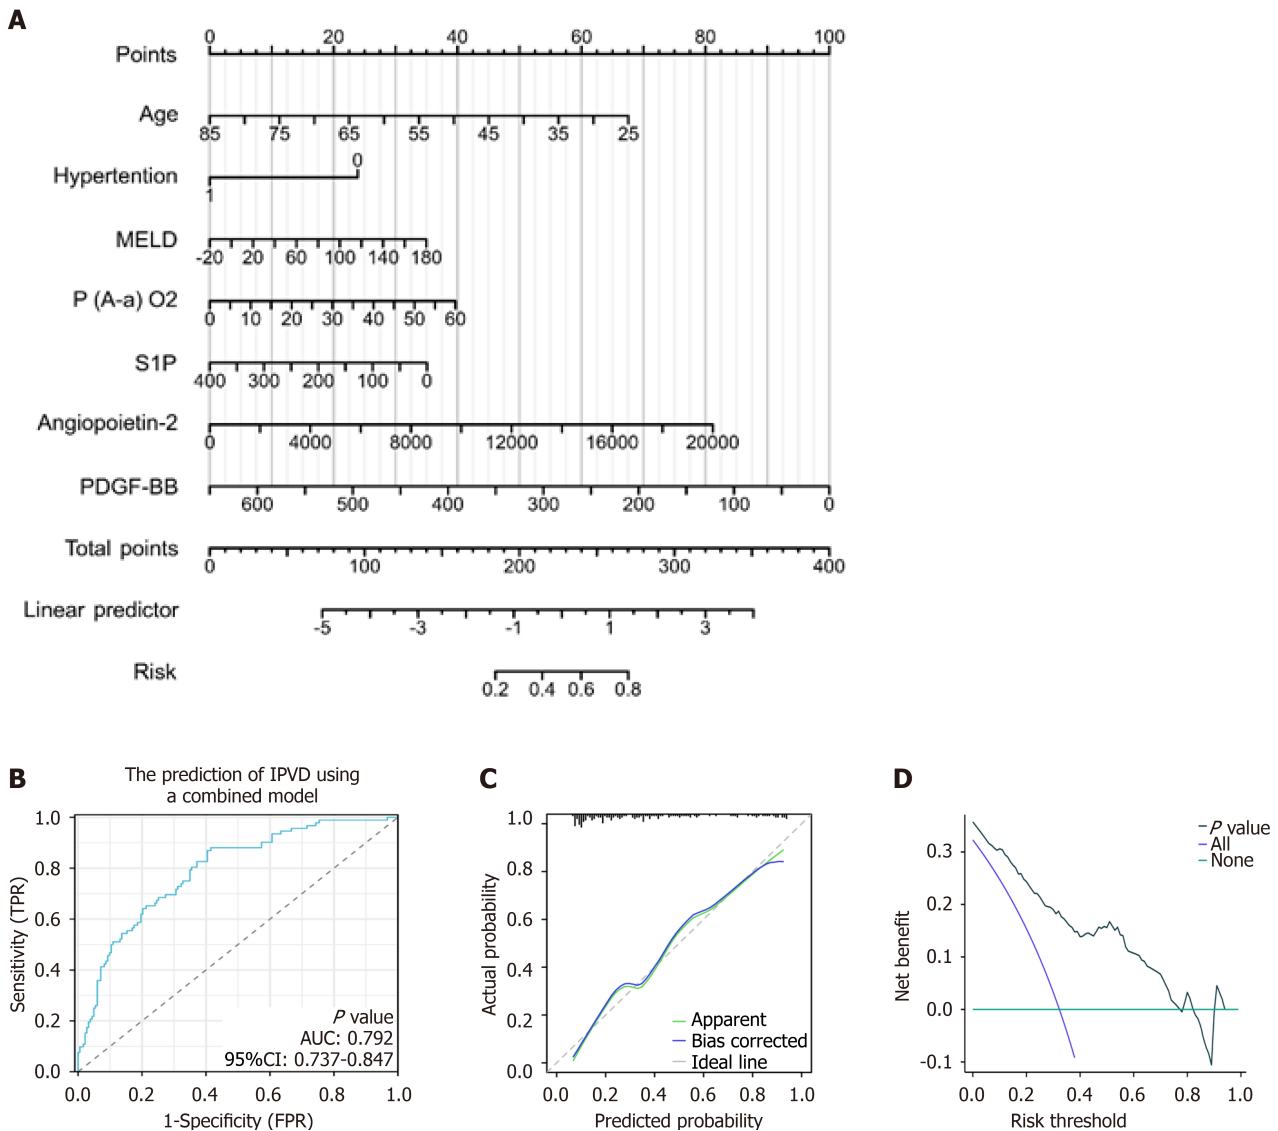 A
0 20 40 60 80 100
Points
Age
85 75 65 55 45 35 25
0
Hypertention
1
MELD
-20 20 60 100 140 180
P (A-a) O2
0 10 20 30 40 50 60
S1P
400 300 200 100 0
Angiopoietin-2
0 4000 8000 12000 16000 20000
PDGF-BB
600 500 400 300 200 100 0
Total points
0 100 200 300 400
Linear predictor
-5 -3 -1 1 3
Risk
0.2 0.4 0.6 0.8
B
The prediction of IPVD using
a combined model
Sensitivity (TPR)
1.0
0.8
0.6
0.4
0.2
0.0
P value
AUC: 0.792
95%CI: 0.737-0.847
0.0 0.2 0.4 0.6 0.8 1.0
1-Specificity (FPR)
C
Actual probability
1.0
0.8
0.6
0.4
0.2
0.0
Apparent
Bias corrected
Ideal line
0.0 0.2 0.4 0.6 0.8 1.0
Predicted probability
D
Net benefit
0.3
0.2
0.1
0.0
-0.1
P value
All
None
0.0 0.2 0.4 0.6 0.8 1.0
Risk threshold